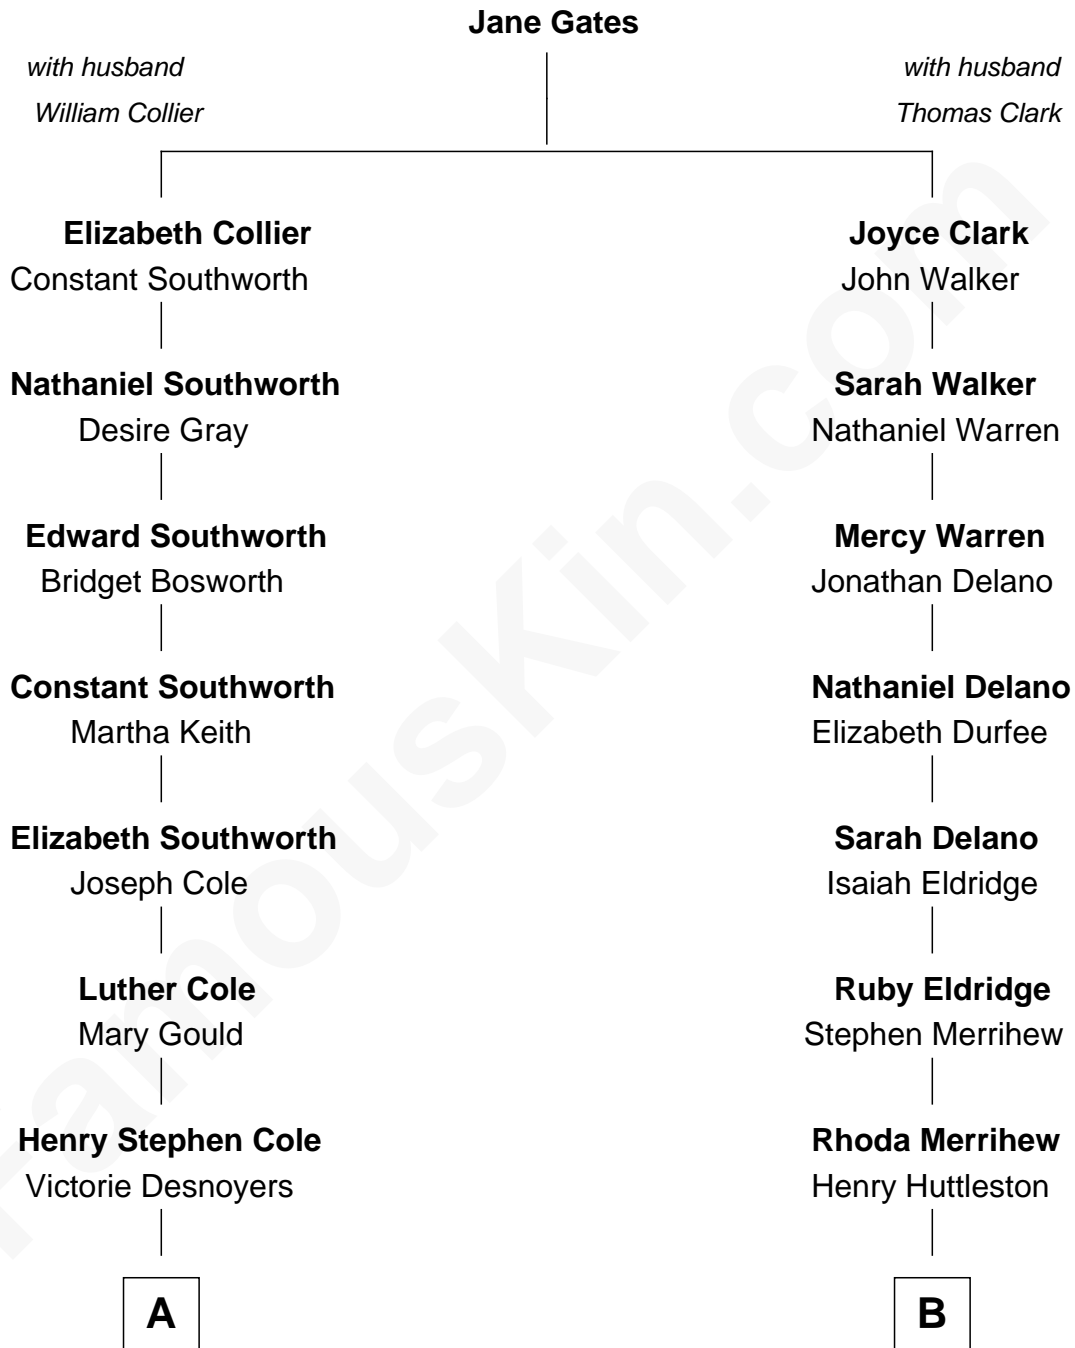 Jane Gates
with husband
William Collier
with husband
Thomas Clark
Elizabeth Collier
Constant Southworth
Joyce Clark
John Walker
Nathaniel Southworth
Desire Gray
Sarah Walker
Nathaniel Warren
Edward Southworth
Bridget Bosworth
Mercy Warren
Jonathan Delano
Constant Southworth
Martha Keith
Nathaniel Delano
Elizabeth Durfee
Elizabeth Southworth
Joseph Cole
Sarah Delano
Isaiah Eldridge
Luther Cole
Mary Gould
Ruby Eldridge
Stephen Merrihew
Henry Stephen Cole
Victorie Desnoyers
Rhoda Merrihew
Henry Huttleston
A
B
FamousKin.com